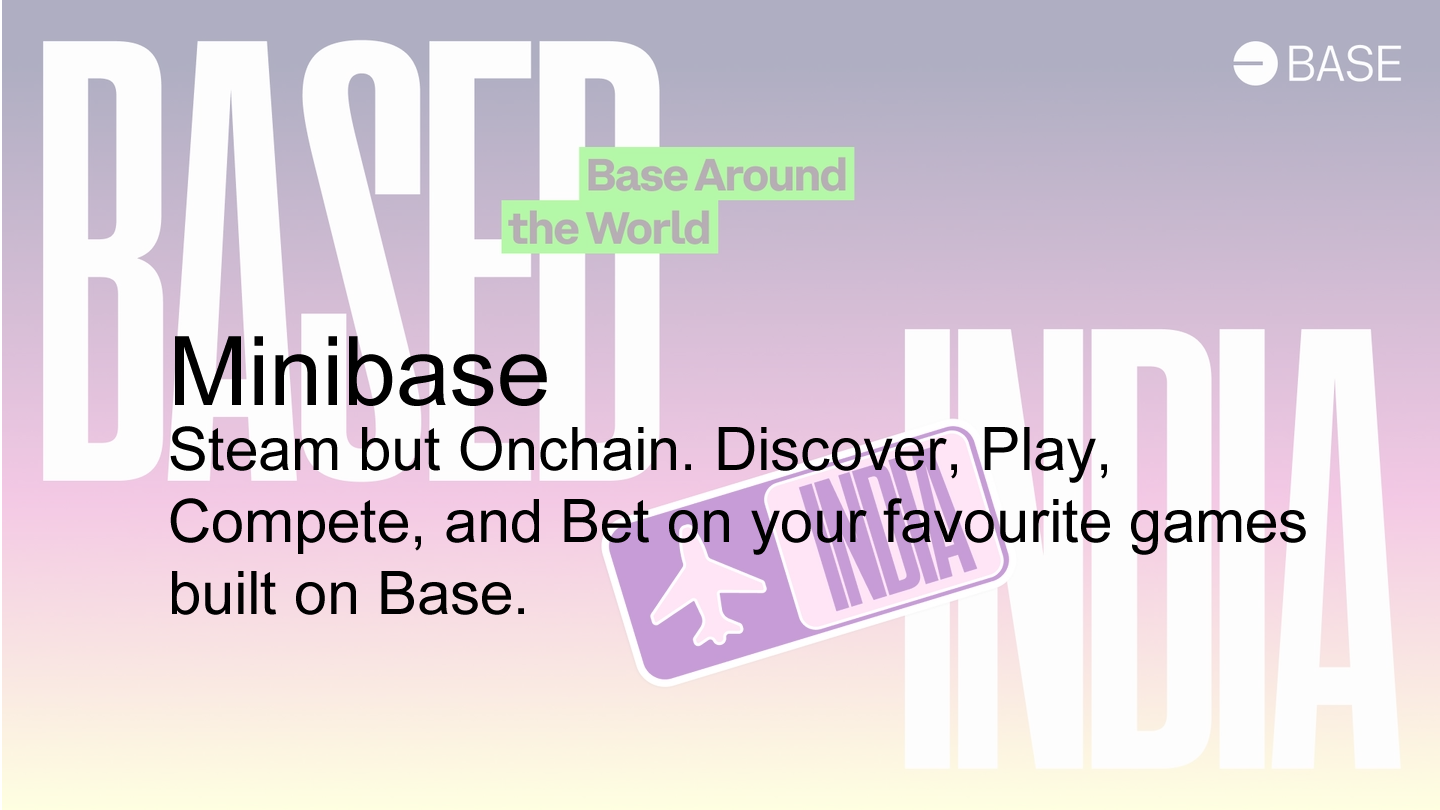 BASED
BASE
Base Around
the World
Minibase
Steam but Onchain. Discover, Play,
Compete, and Bet on your favourite games
built on Base.
INDIA
INDIA